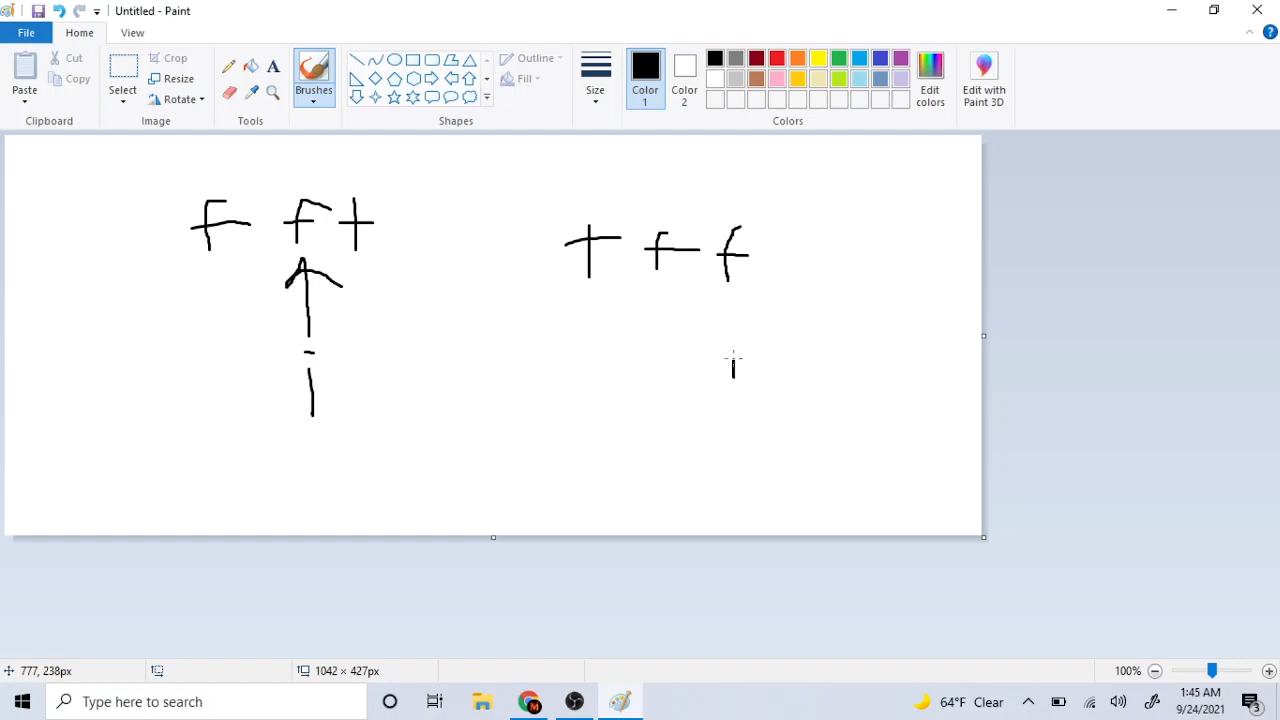 Untitled - Paint
File
Home
View
Paste
Cut
Copy
Clipboard
Select
Crop
Resize
Rotate
Image
A
Tools
Brushes
Outline
Fill
Shapes
Size
Color 1
Color 2
Edit colors
Edit with Paint 3D
Colors
F f t
T f f
i
777, 238px
1042 × 427px
100%
Type here to search
M
64°F Clear
1:45 AM
9/24/2021
3